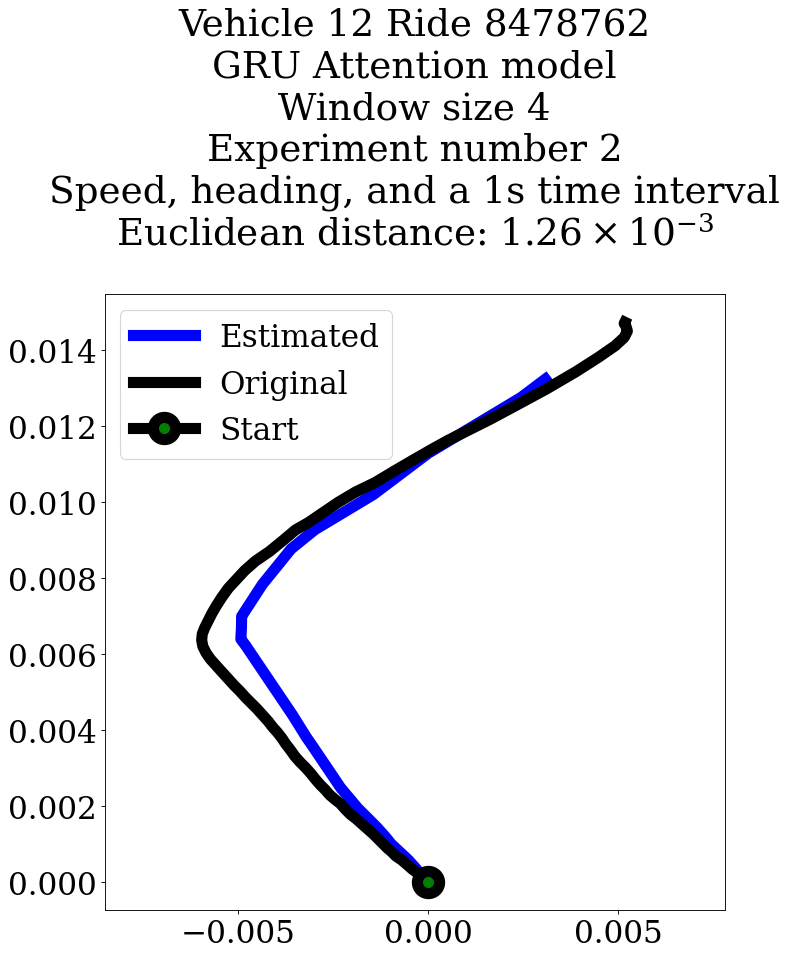 Vehicle 12 Ride 8478762
GRU Attention model
Window size 4
Experiment number 2
Speed, heading, and a 1s time interval
Euclidean distance: 1.26 × 10⁻³
Estimated
Original
Start
0.014
0.012
0.010
0.008
0.006
0.004
0.002
0.000
−0.005 0.000 0.005